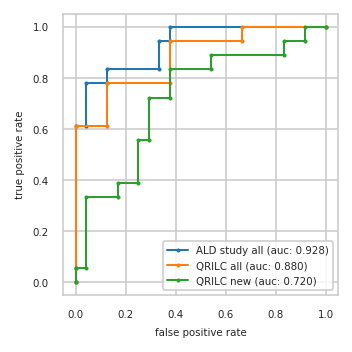 1.0
0.8
0.6
0.4
0.2
0.0
true positive rate
ALD study all (auc: 0.928)
QRILC all (auc: 0.880)
QRILC new (auc: 0.720)
0.0 0.2 0.4 0.6 0.8 1.0
false positive rate